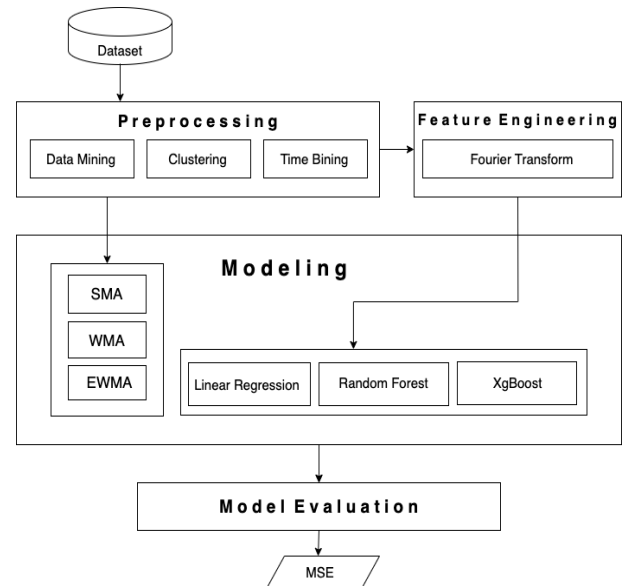 Dataset
Preprocessing
Data Mining
Clustering
Time Bining
Feature Engineering
Fourier Transform
Modeling
SMA
WMA
EWMA
Linear Regression
Random Forest
XgBoost
Model Evaluation
MSE